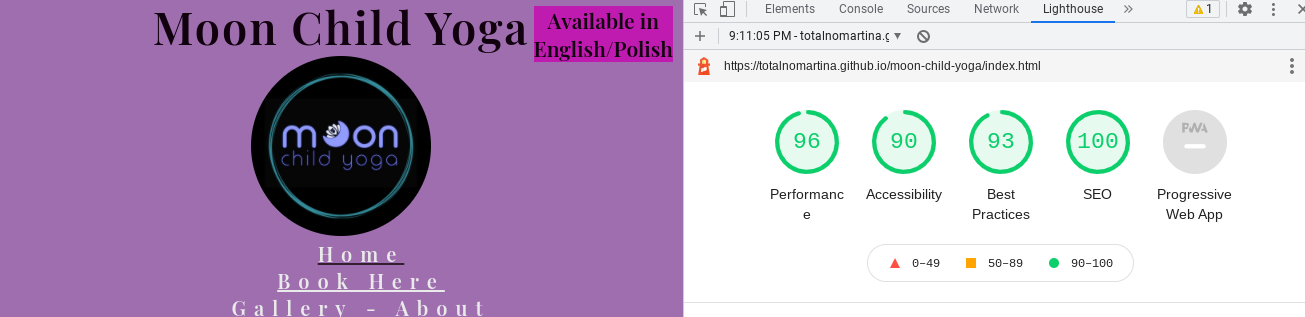 Moon Child Yoga
Available in
English/Polish
moon
child yoga
Home
Book Here
Gallery - About
Elements Console Sources Network Lighthouse » 1
9:11:05 PM - totalnomartina.g
https://totalnomartina.github.io/moon-child-yoga/index.html
96 90 93 100 PWA
Performanc
e
Accessibility
Best
Practices
SEO
Progressive
Web App
0–49 50–89 90–100